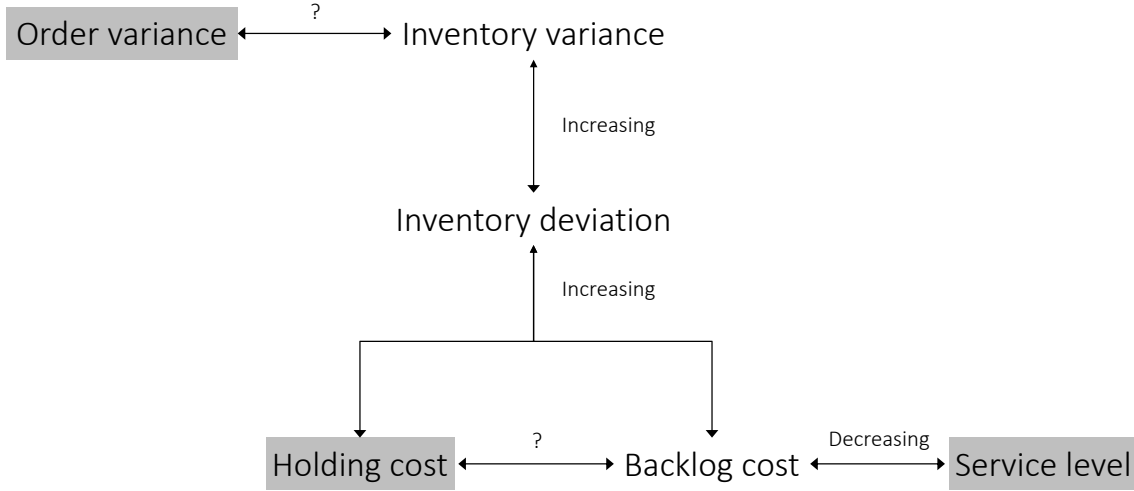 ?
Order variance
Inventory variance
Increasing
Inventory deviation
Increasing
?
Decreasing
Holding cost
Backlog cost
Service level